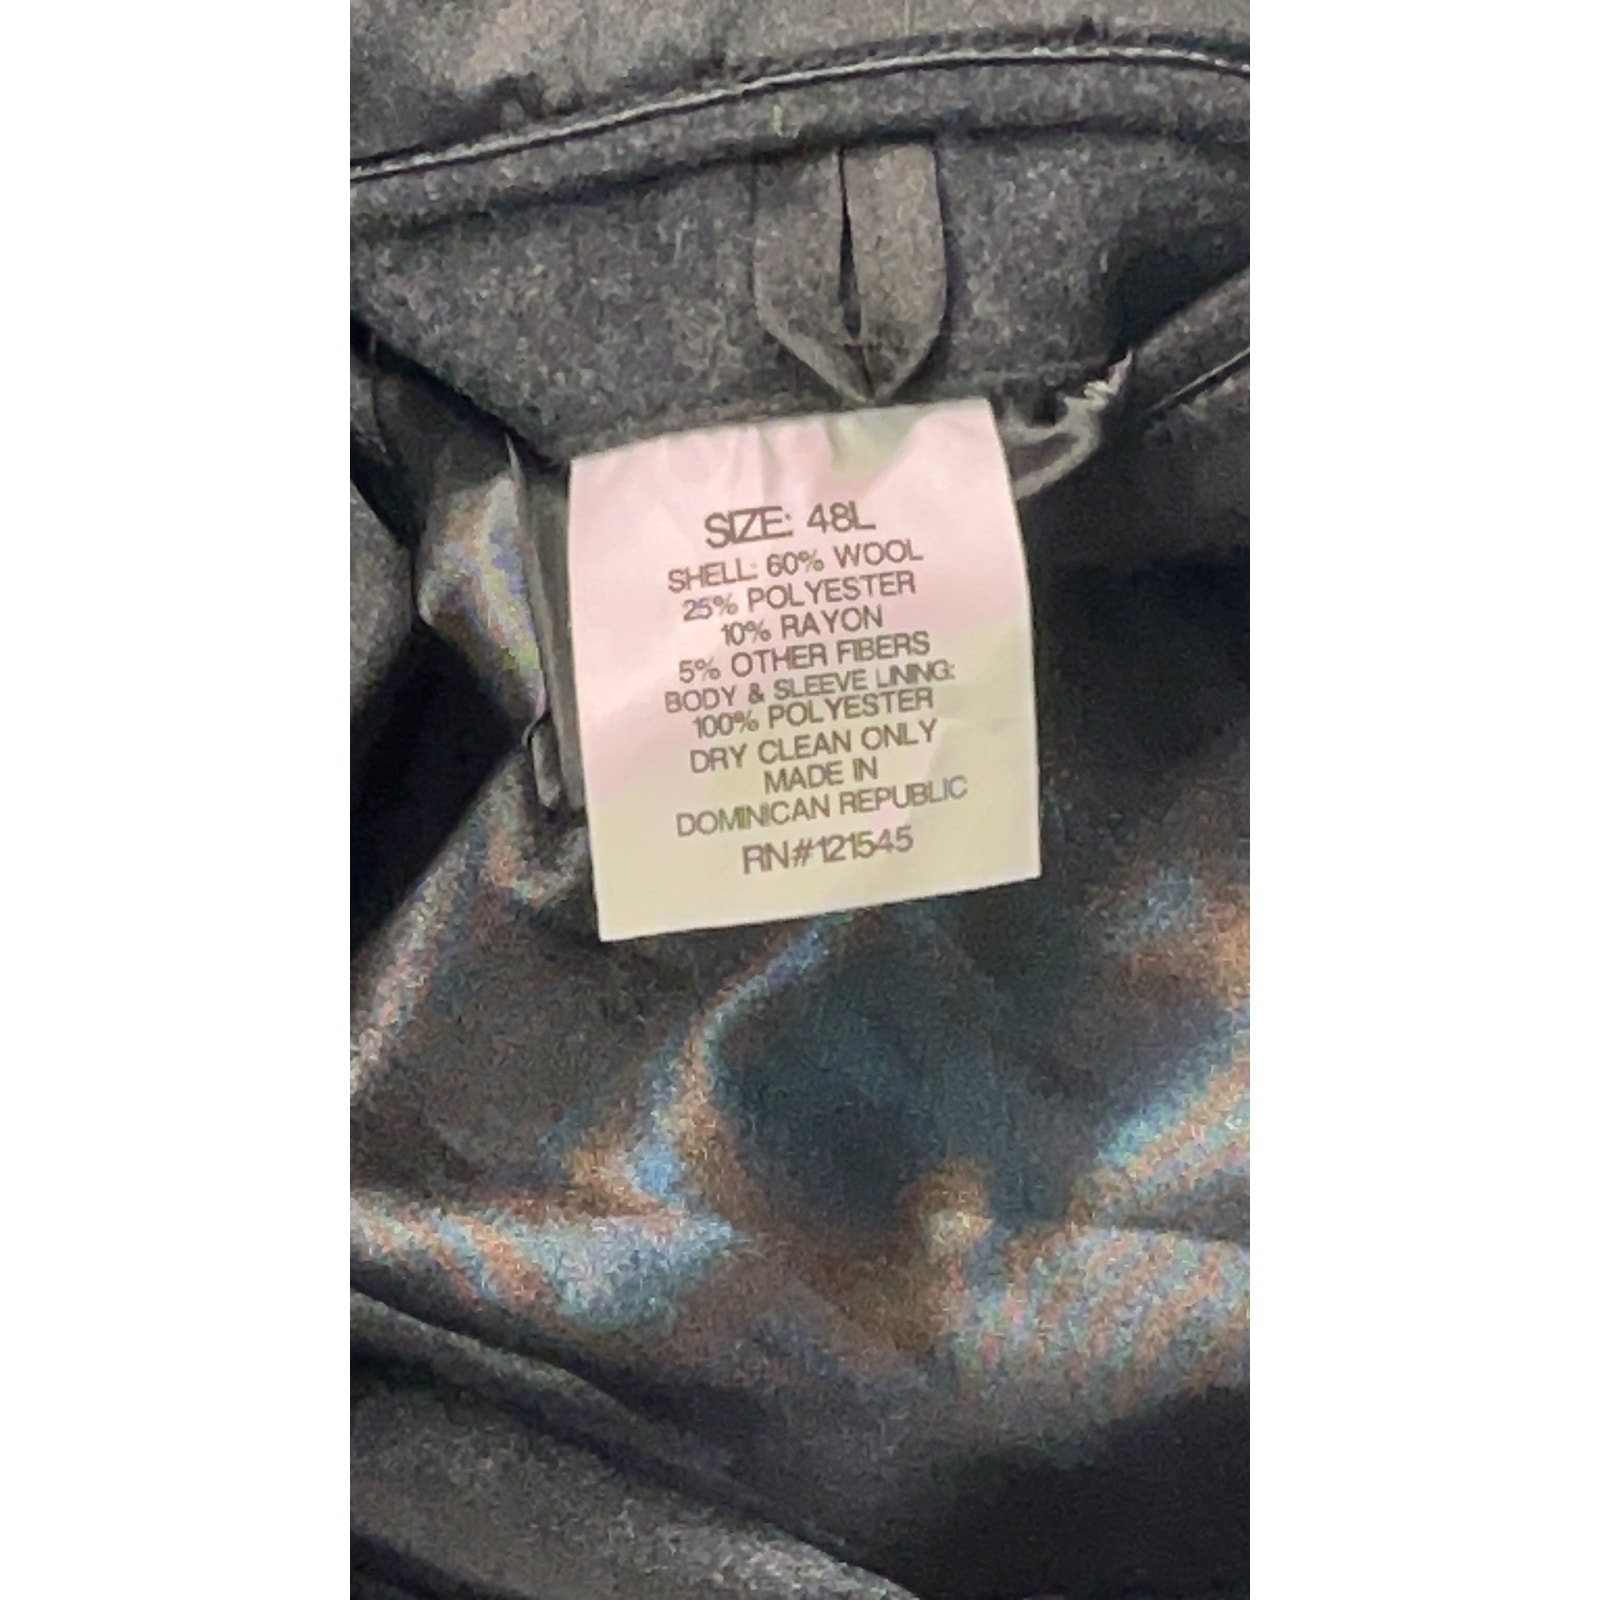 SIZE: 48L
SHELL: 60% WOOL
25% POLYESTER
10% RAYON
5% OTHER FIBERS
BODY & SLEEVE LINING:
100% POLYESTER
DRY CLEAN ONLY
MADE IN
DOMINICAN REPUBLIC
RN#121545